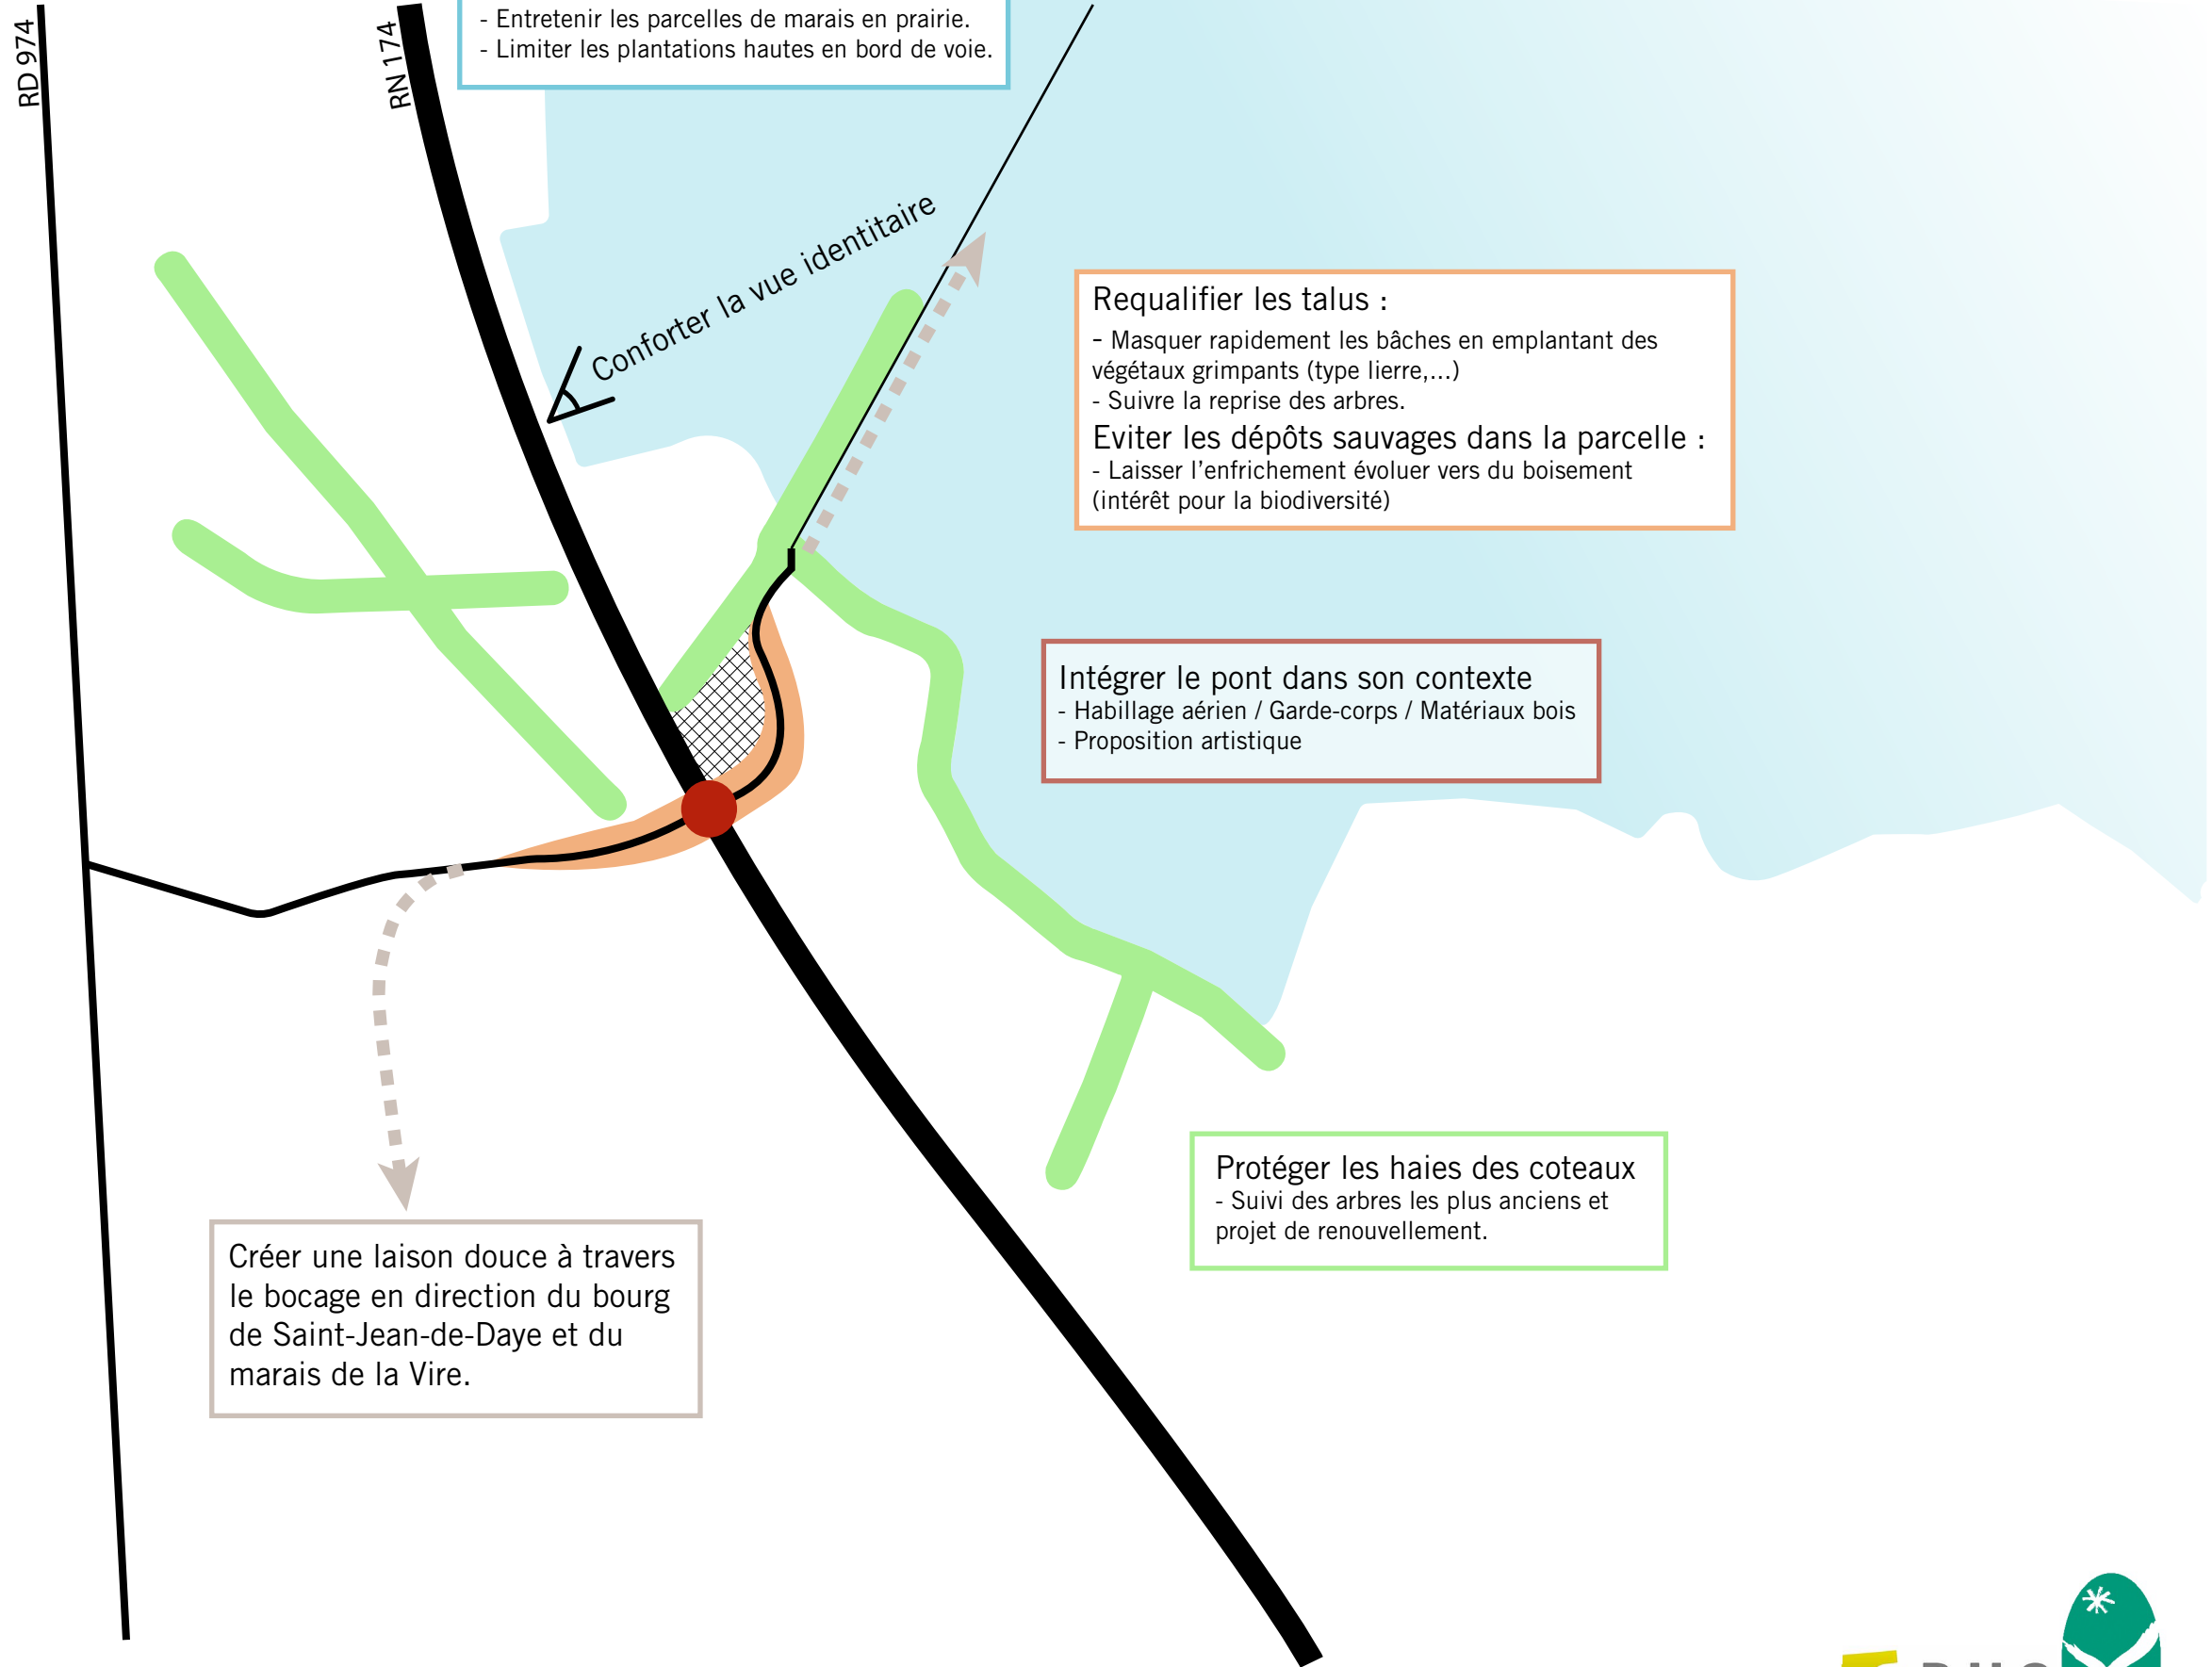 RD 974
RN 174
- Entretenir les parcelles de marais en prairie.
- Limiter les plantations hautes en bord de voie.
Conforter la vue identitaire
Requalifier les talus :
- Masquer rapidement les bâches en emplantant des
végétaux grimpants (type lierre,...)
- Suivre la reprise des arbres.
Eviter les dépôts sauvages dans la parcelle :
- Laisser l'enfrichement évoluer vers du boisement
(intérêt pour la biodiversité)
Intégrer le pont dans son contexte
- Habillage aérien / Garde-corps / Matériaux bois
- Proposition artistique
Protéger les haies des coteaux
- Suivi des arbres les plus anciens et
projet de renouvellement.
Créer une laison douce à travers
le bocage en direction du bourg
de Saint-Jean-de-Daye et du
marais de la Vire.